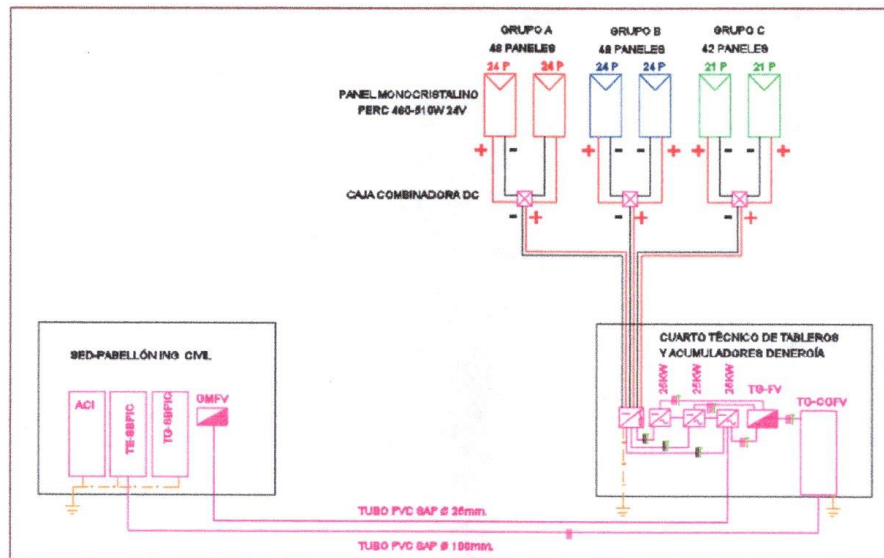 GRUPO A
48 PANELES
GRUPO B
48 PANELES
GRUPO C
42 PANELES
24 P
24 P
24 P
24 P
21 P
21 P
PANEL MONOCRISTALINO
PERC 460-510W 24V
+ - - +
+ - - +
+ - - +
CAJA COMBINADORA DC
- +
- +
- +
SED-PABELLÓN ING CIVIL
ACI
TE-SBPIC
TG-SBPIC
GMFV
CUARTO TÉCNICO DE TABLEROS
Y ACUMULADORES DENERGÍA
25KW
25KW
25KW
TG-FV
TG-CGFV
TUBO PVC SAP Ø 25mm.
TUBO PVC SAP Ø 100mm.